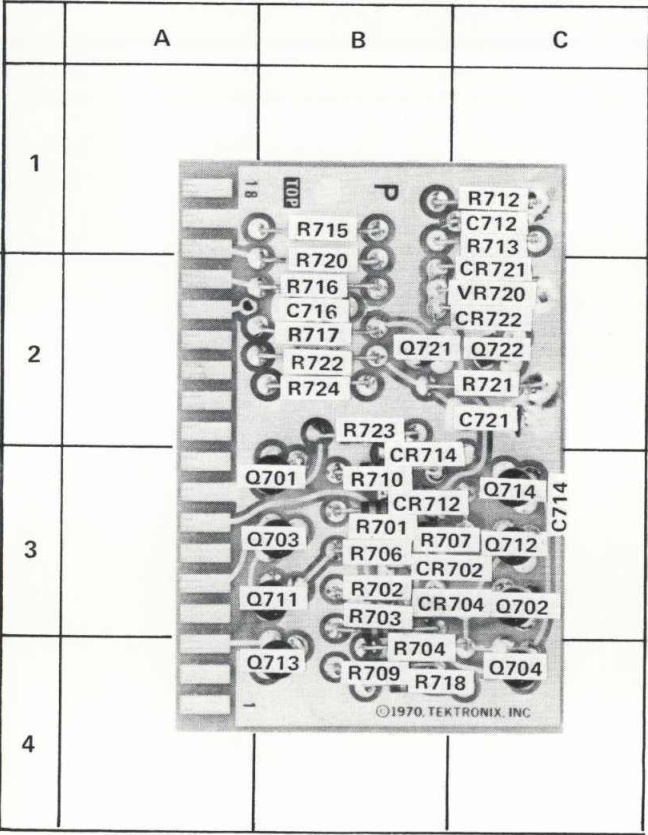 A B C
1
18 TOP P R712
C712
R715 R713
R720 CR721
R716 VR720
C716 CR722
R717
2 Q721 Q722
R722 R721
R724
C721
R723
CR714
Q701 R710 Q714
CR712 C714
R701
Q703 R707 Q712
3 R706
CR702
R702
Q711 CR704 Q702
R703
R704
Q713 R709 Q704
R718
1 ©1970, TEKTRONIX, INC
4